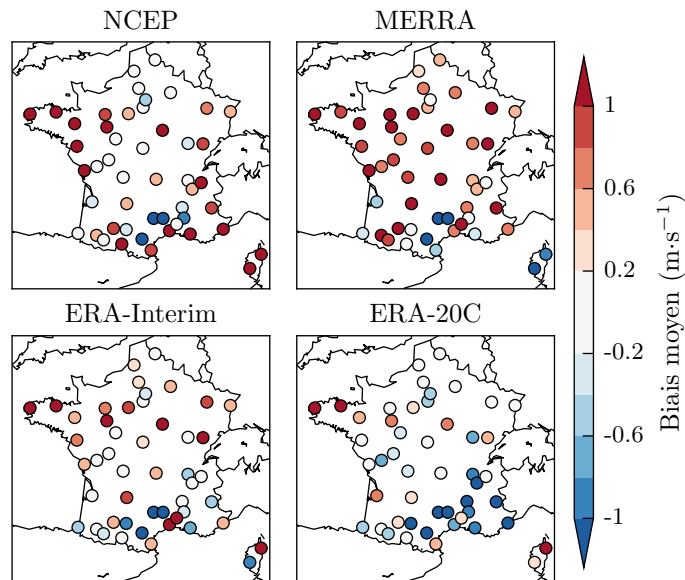 NCEP
MERRA
ERA-Interim
ERA-20C
1
0.6
0.2
-0.2
-0.6
-1
Biais moyen (m·s⁻¹)